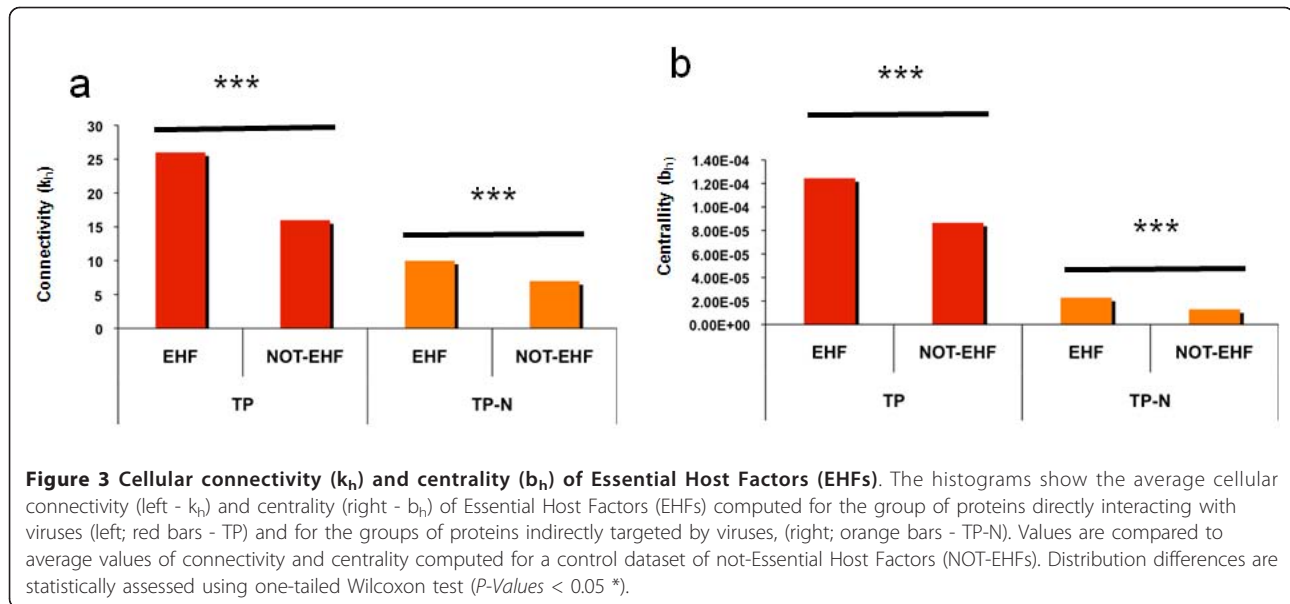 a
***
***
Connectivity (kh)
30
25
20
15
10
5
0
EHF
NOT-EHF
EHF
NOT-EHF
TP
TP-N
b
***
***
Centrallity (bh)
1.40E-04
1.20E-04
1.00E-04
8.00E-05
6.00E-05
4.00E-05
2.00E-05
0.00E+00
EHF
NOT-EHF
EHF
NOT-EHF
TP
TP-N
Figure 3 Cellular connectivity (kh) and centrality (bh) of Essential Host Factors (EHFs). The histograms show the average cellular
connectivity (left - kh) and centrality (right - bh) of Essential Host Factors (EHFs) computed for the group of proteins directly interacting with
viruses (left; red bars - TP) and for the groups of proteins indirectly targeted by viruses, (right; orange bars - TP-N). Values are compared to
average values of connectivity and centrality computed for a control dataset of not-Essential Host Factors (NOT-EHFs). Distribution differences are
statistically assessed using one-tailed Wilcoxon test (P-Values < 0.05 *).